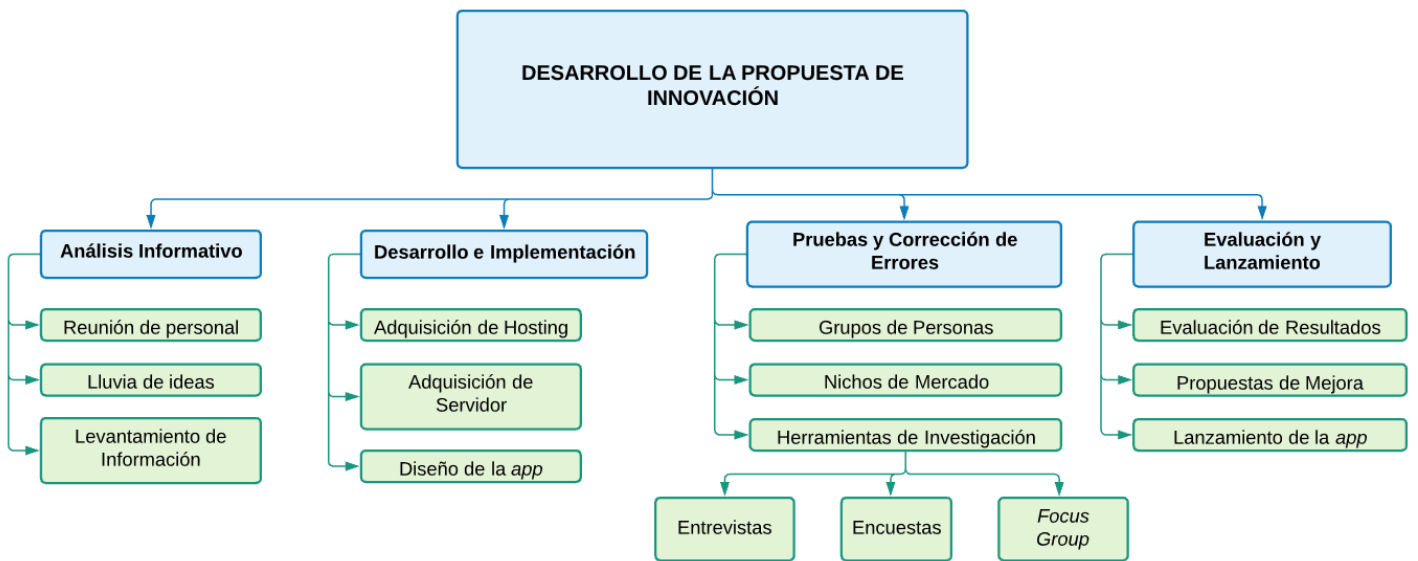 DESARROLLO DE LA PROPUESTA DE
INNOVACIÓN
Análisis Informativo
Reunión de personal
Lluvia de ideas
Levantamiento de
Información
Desarrollo e Implementación
Adquisición de Hosting
Adquisición de
Servidor
Diseño de la app
Pruebas y Corrección de
Errores
Grupos de Personas
Nichos de Mercado
Herramientas de Investigación
Entrevistas
Encuestas
Focus
Group
Evaluación y
Lanzamiento
Evaluación de Resultados
Propuestas de Mejora
Lanzamiento de la app